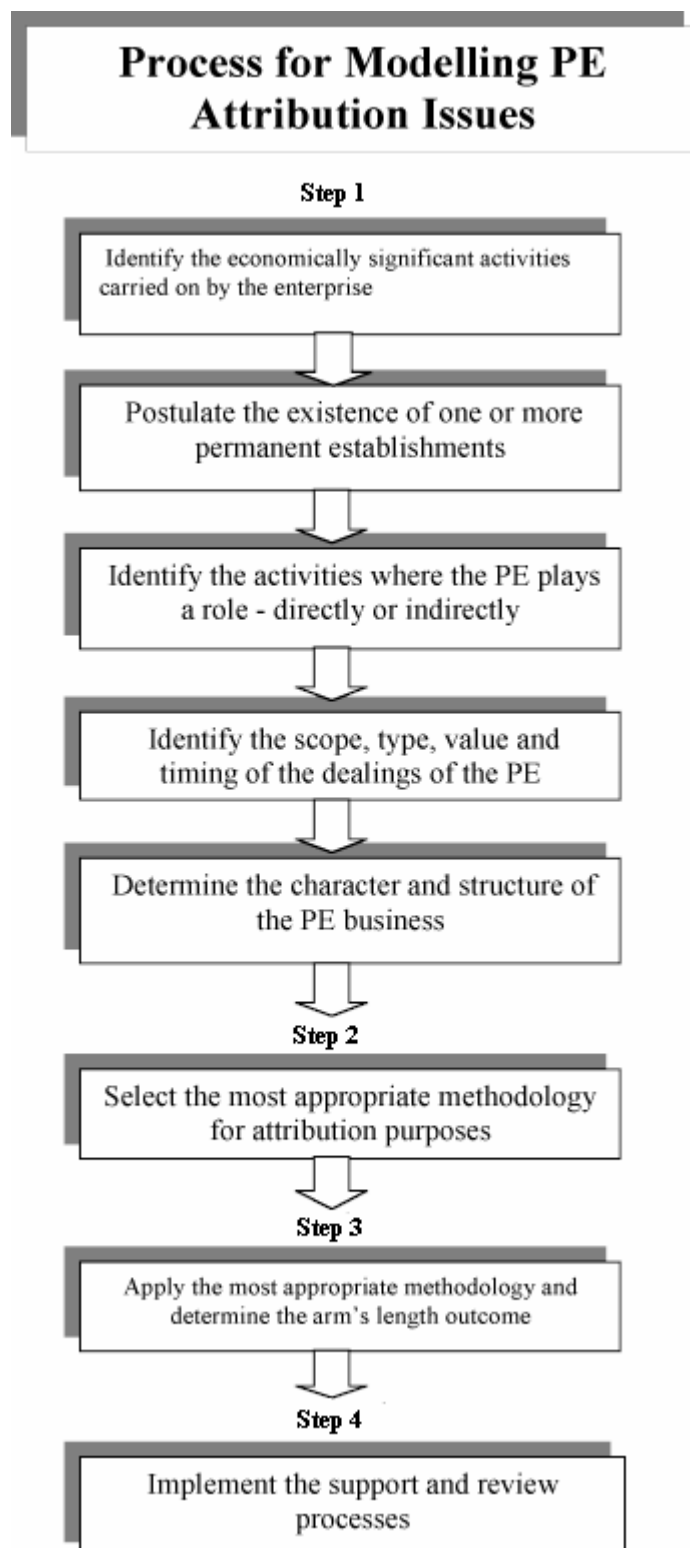 Process for Modelling PE
Attribution Issues
Step 1
Identify the economically significant activities
carried on by the enterprise
Postulate the existence of one or more
permanent establishments
Identify the activities where the PE plays
a role - directly or indirectly
Identify the scope, type, value and
timing of the dealings of the PE
Determine the character and structure of
the PE business
Step 2
Select the most appropriate methodology
for attribution purposes
Step 3
Apply the most appropriate methodology and
determine the arm’s length outcome
Step 4
Implement the support and review
processes